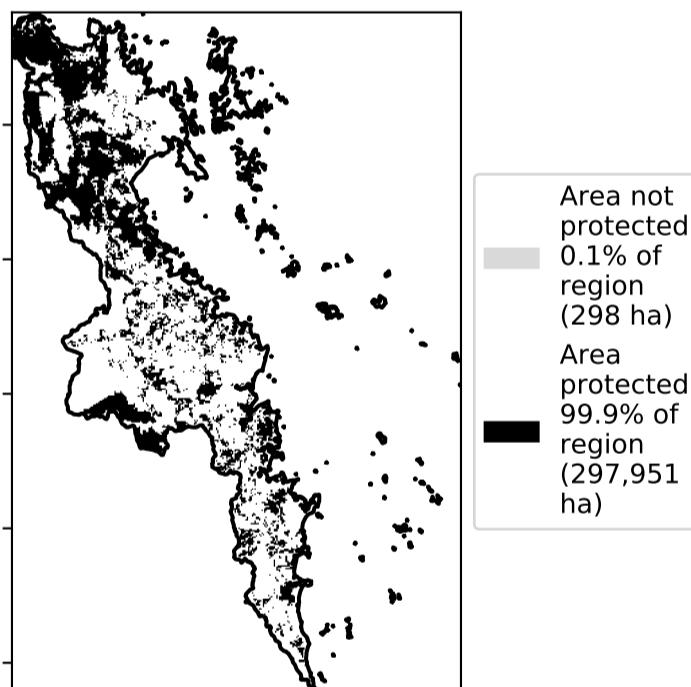 Area not
protected
0.1% of
region
(298 ha)
Area
protected
99.9% of
region
(297,951
ha)